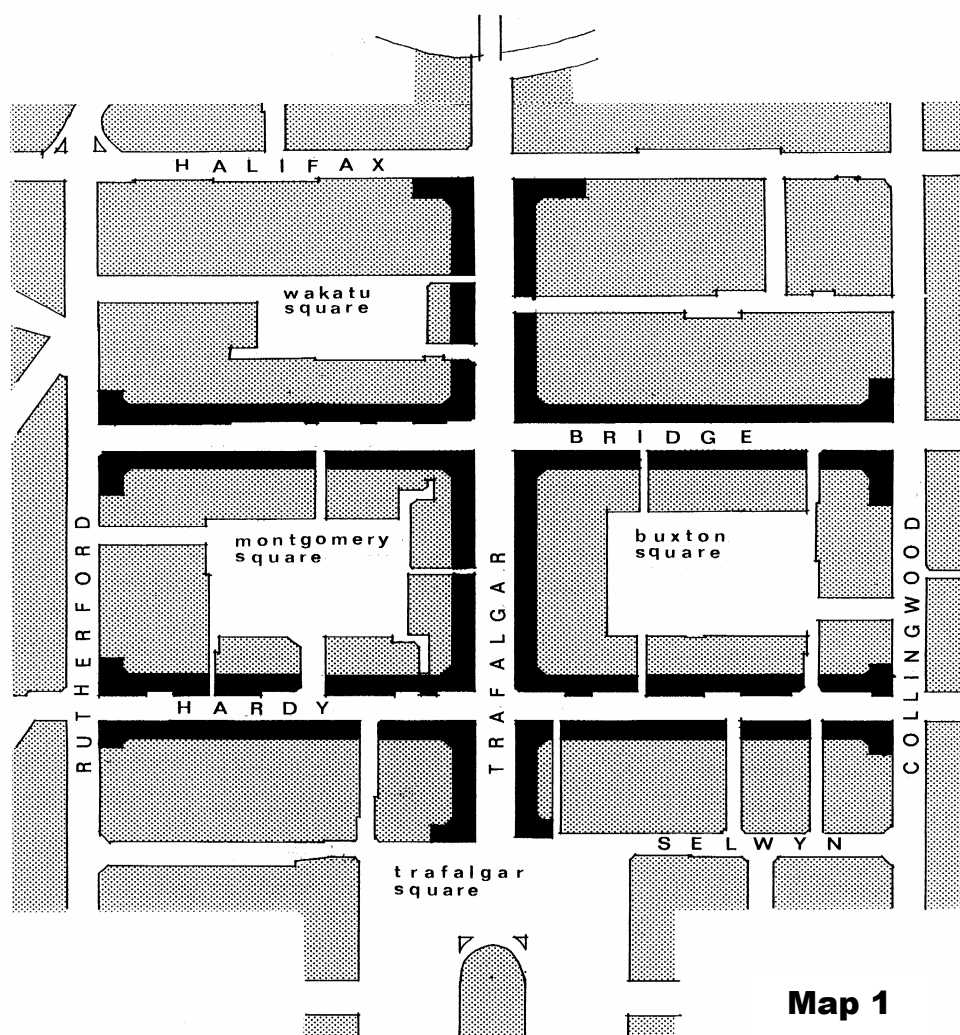 HALIFAX
wakatu
square
BRIDGE
montgomery
square
buxton
square
RUTHERFORD
TRAFALGAR
COLLINGWOOD
HARDY
SELWYN
trafalgar
square
Map 1